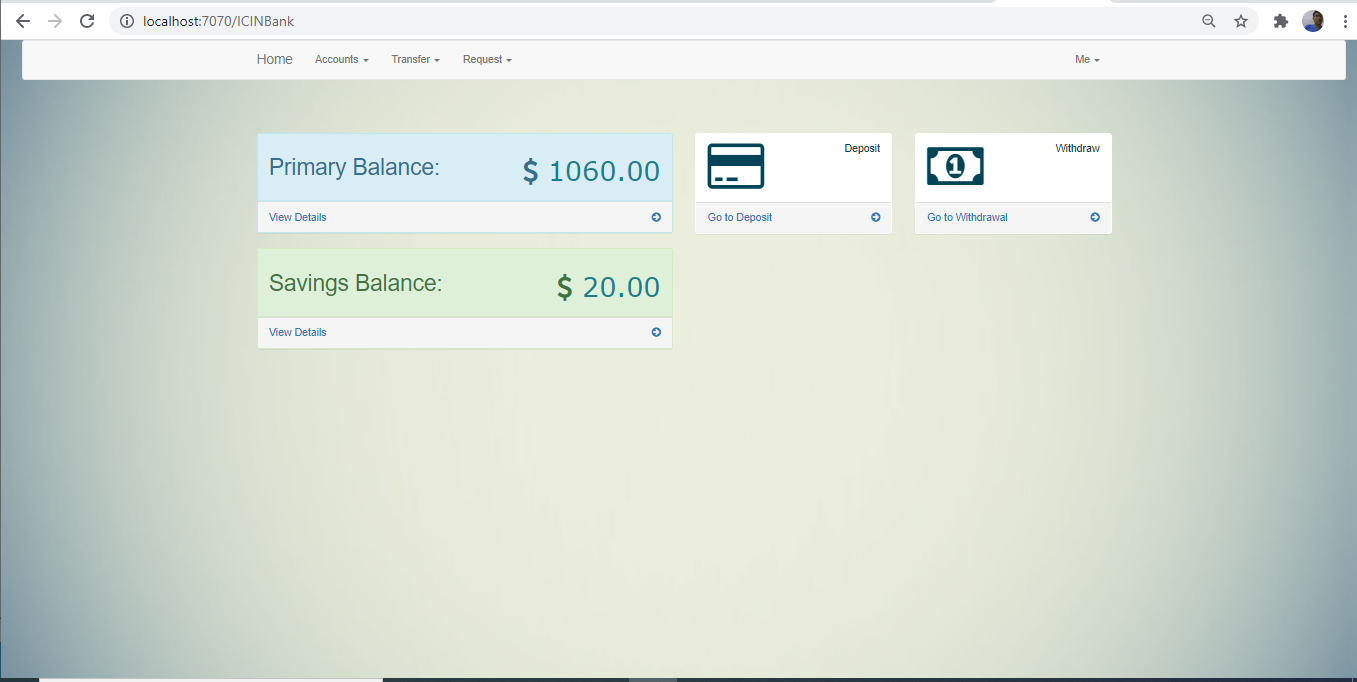 localhost:7070/ICINBank
Home Accounts Transfer Request Me
Primary Balance: $ 1060.00
View Details
Deposit
Go to Deposit
Withdraw
1
Go to Withdrawal
Savings Balance: $ 20.00
View Details